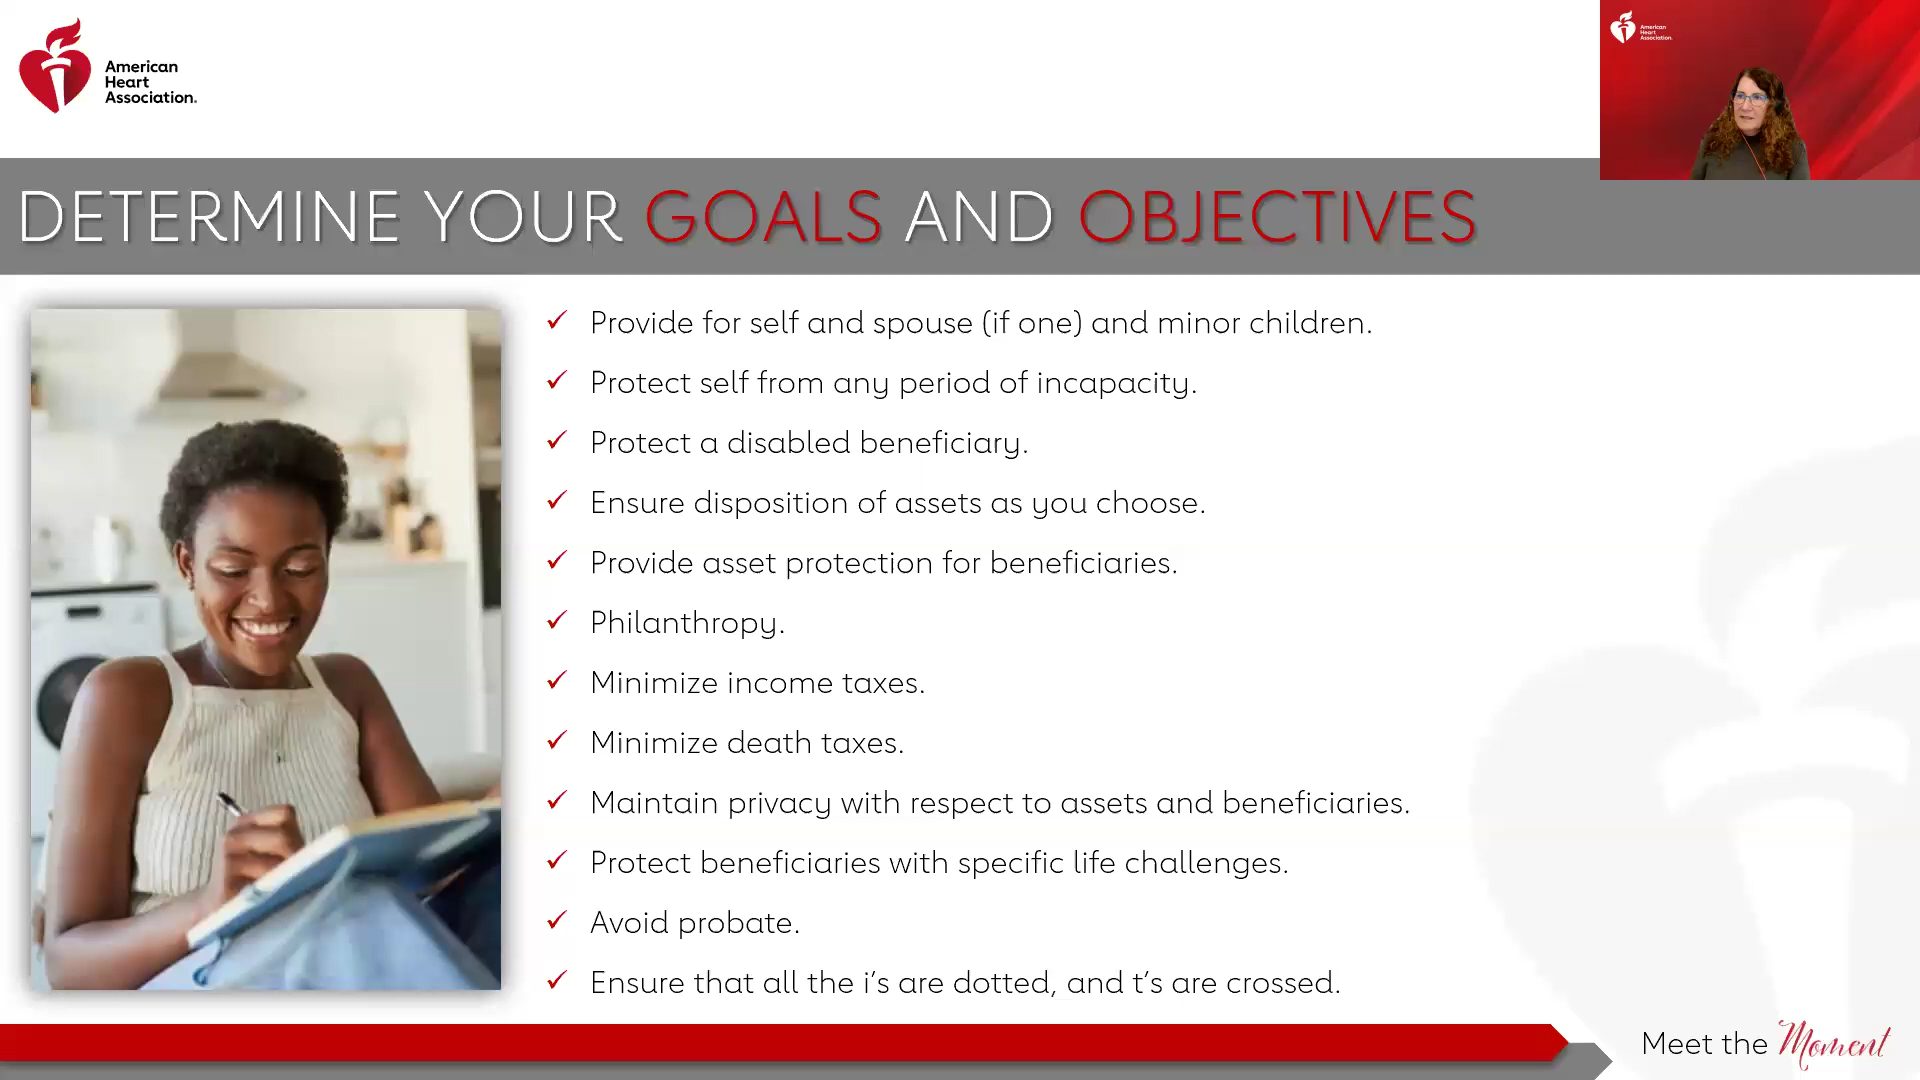 American
Heart
Association.
American
Heart
Association.
DETERMINE YOUR GOALS AND OBJECTIVES
✓ Provide for self and spouse (if one) and minor children.
✓ Protect self from any period of incapacity.
✓ Protect a disabled beneficiary.
✓ Ensure disposition of assets as you choose.
✓ Provide asset protection for beneficiaries.
✓ Philanthropy.
✓ Minimize income taxes.
✓ Minimize death taxes.
✓ Maintain privacy with respect to assets and beneficiaries.
✓ Protect beneficiaries with specific life challenges.
✓ Avoid probate.
✓ Ensure that all the i’s are dotted, and t’s are crossed.
Meet the Moment